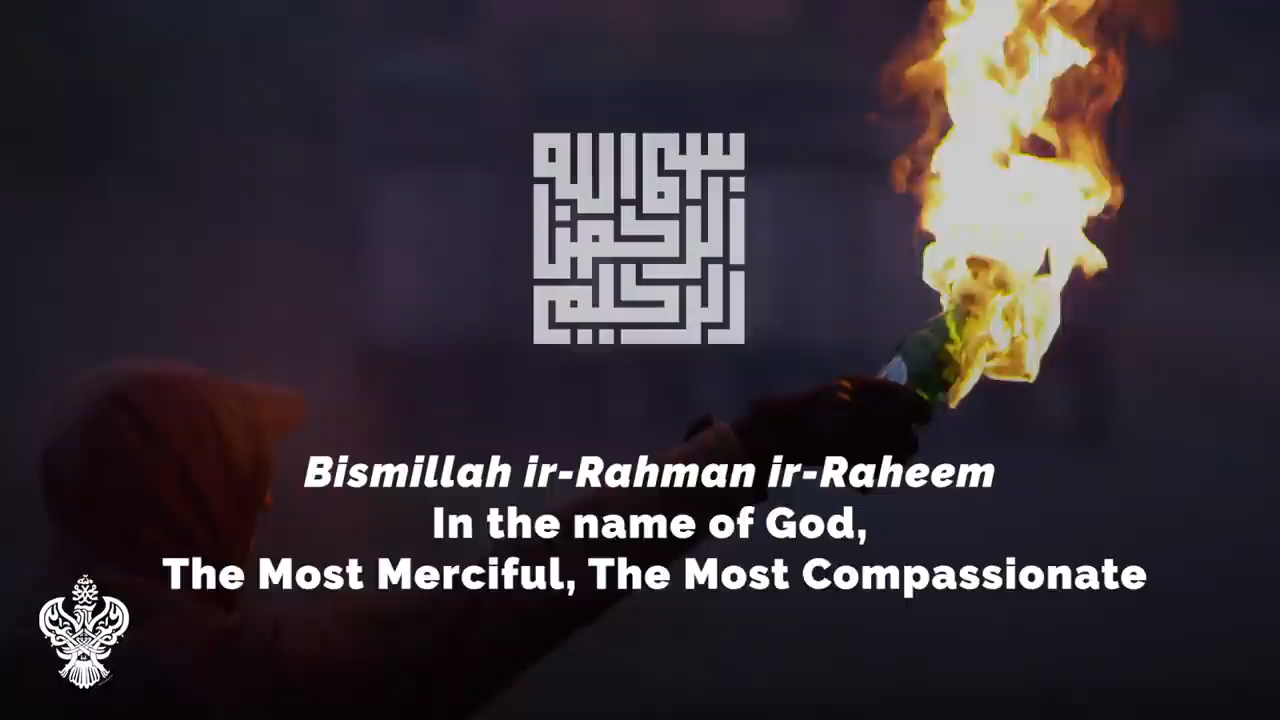 بسم الله
الرحمن
الرحيم
Bismillah ir-Rahman ir-Raheem
In the name of God,
The Most Merciful, The Most Compassionate